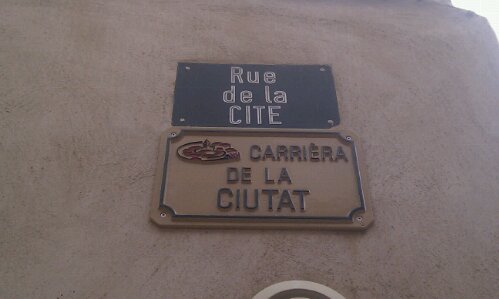 Rue
de la
CITE
CARRIÈRA
DE LA
CIUTAT